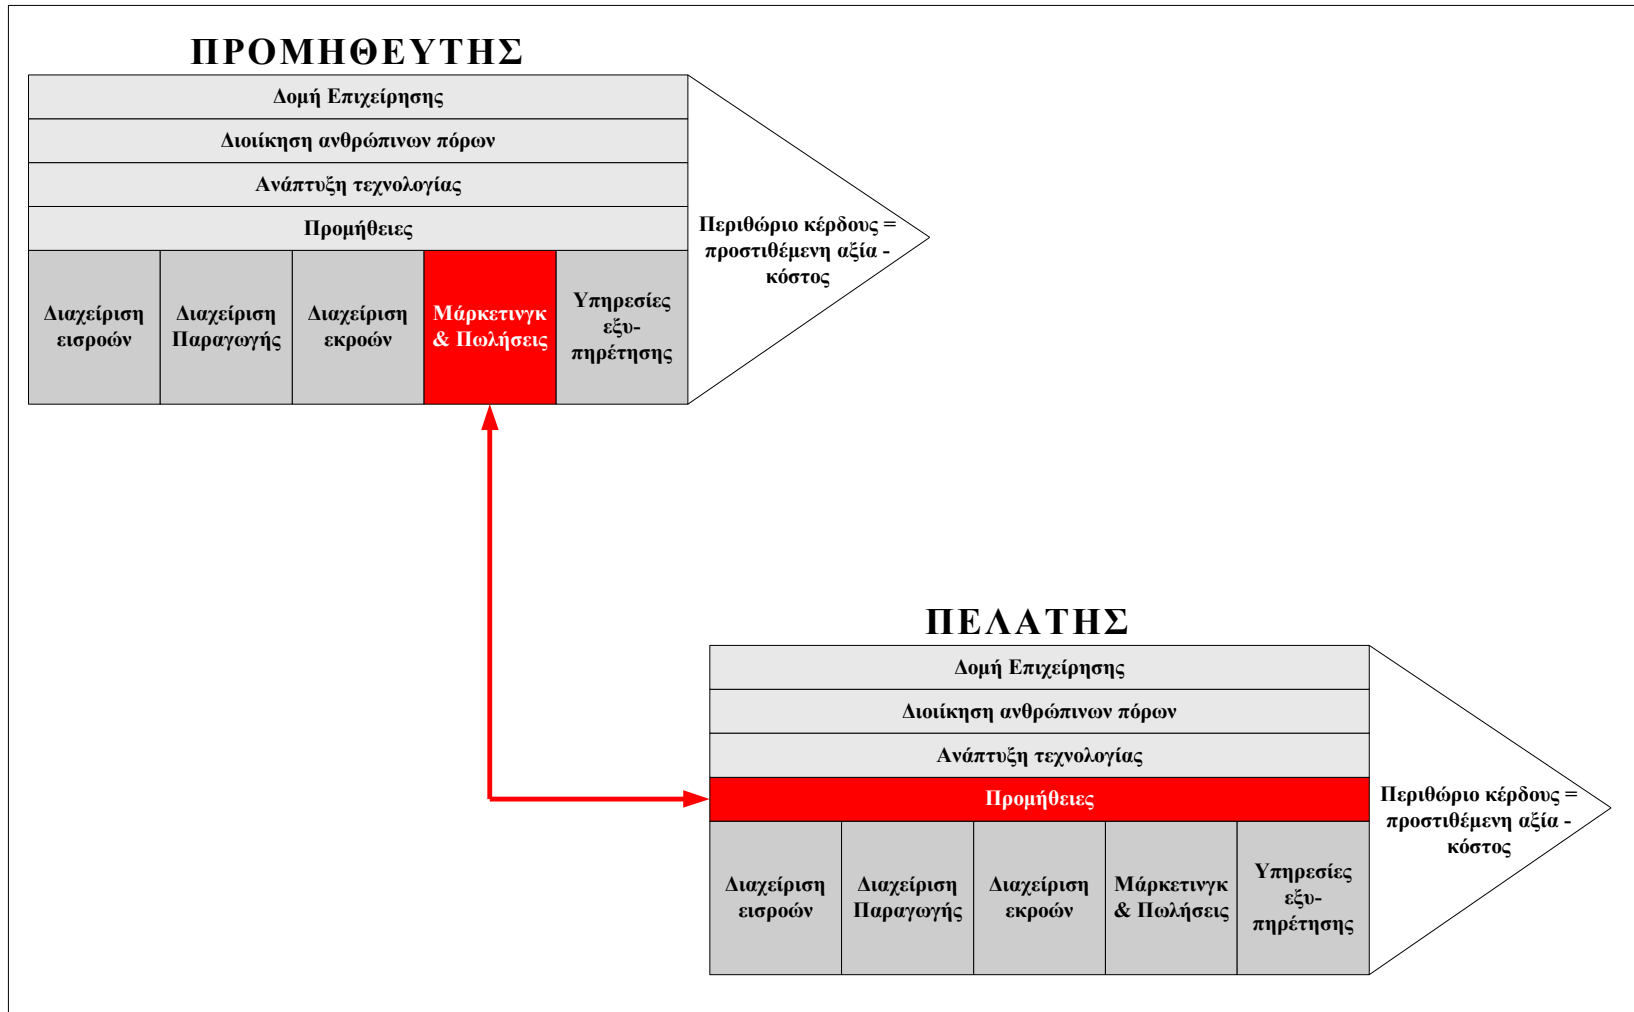 ΠΡΟΜΗΘΕΥΤΗΣ
Δομή Επιχείρησης
Διοίκηση ανθρώπινων πόρων
Ανάπτυξη τεχνολογίας
Προμήθειες
Διαχείριση
εισροών
Διαχείριση
Παραγωγής
Διαχείριση
εκροών
Μάρκετινγκ
& Πωλήσεις
Υπηρεσίες
εξυ-
πηρέτησης
Περιθώριο κέρδους =
προστιθέμενη αξία -
κόστος
ΠΕΛΑΤΗΣ
Δομή Επιχείρησης
Διοίκηση ανθρώπινων πόρων
Ανάπτυξη τεχνολογίας
Προμήθειες
Διαχείριση
εισροών
Διαχείριση
Παραγωγής
Διαχείριση
εκροών
Μάρκετινγκ
& Πωλήσεις
Υπηρεσίες
εξυ-
πηρέτησης
Περιθώριο κέρδους =
προστιθέμενη αξία -
κόστος